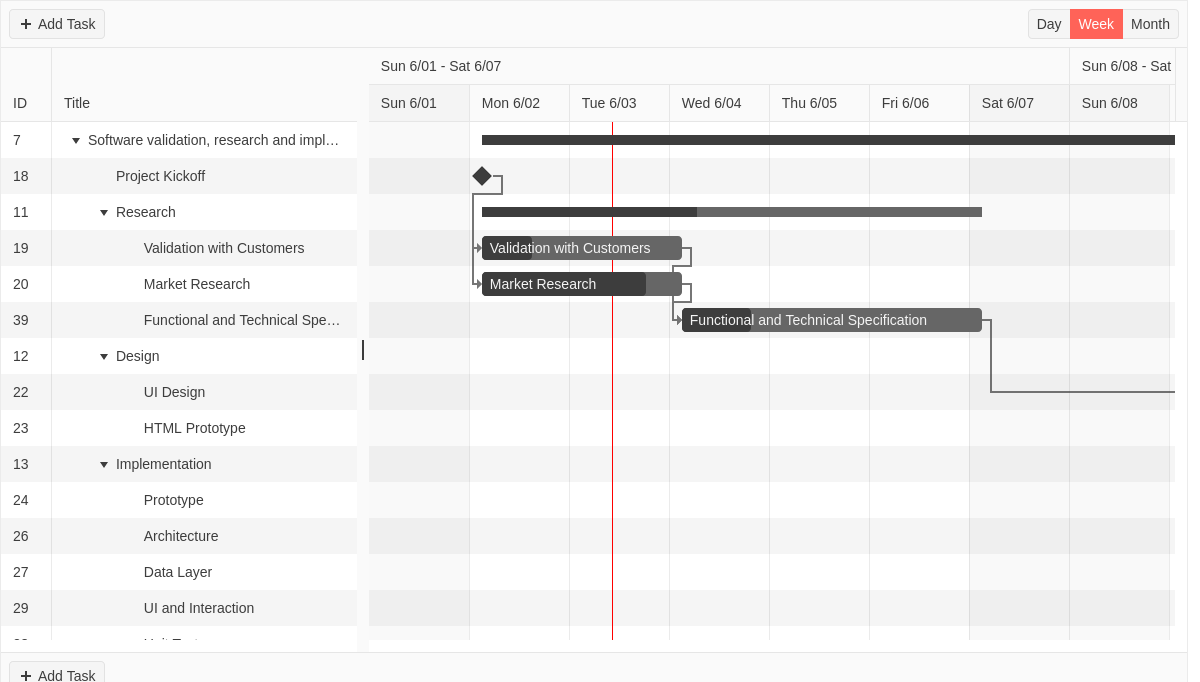 Add Task
Day Week Month
ID Title
Sun 6/01 - Sat 6/07 Sun 6/08 - Sat
Sun 6/01 Mon 6/02 Tue 6/03 Wed 6/04 Thu 6/05 Fri 6/06 Sat 6/07 Sun 6/08
7 Software validation, research and impl…
18 Project Kickoff
11 Research
19 Validation with Customers Validation with Customers
20 Market Research Market Research
39 Functional and Technical Spe… Functional and Technical Specification
12 Design
22 UI Design
23 HTML Prototype
13 Implementation
24 Prototype
26 Architecture
27 Data Layer
29 UI and Interaction
Add Task